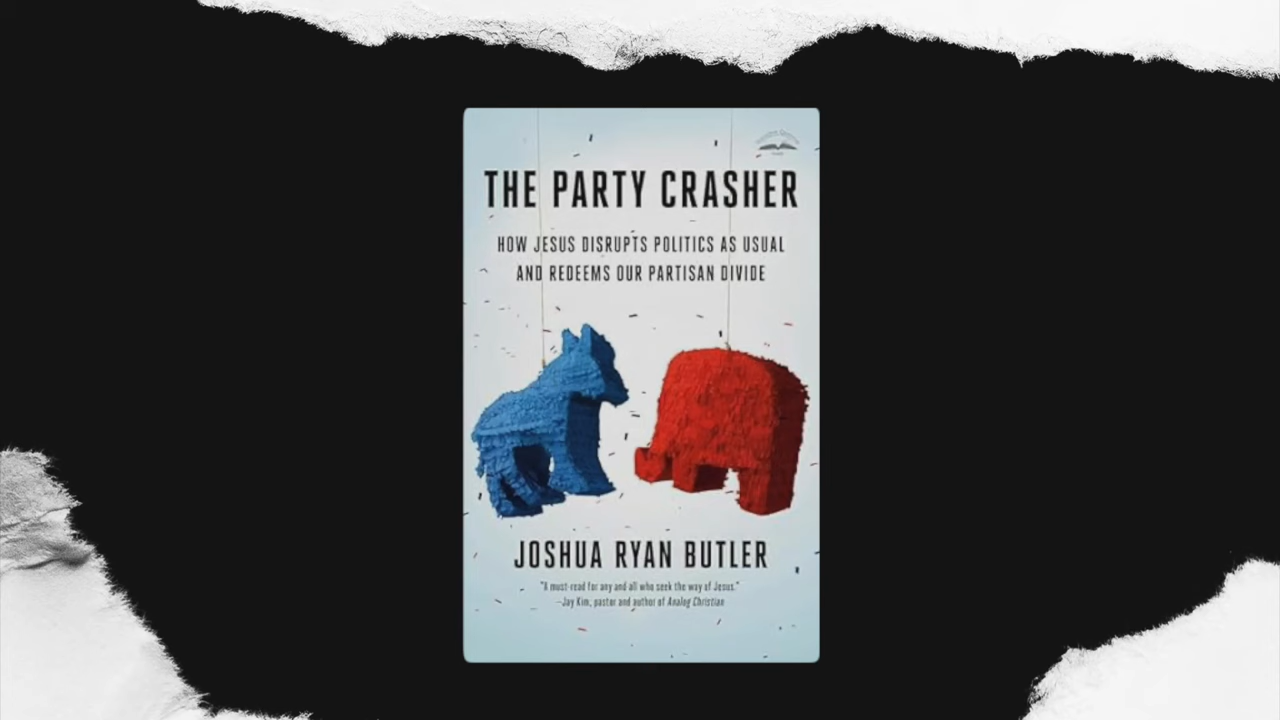 THE PARTY CRASHER
HOW JESUS DISRUPTS POLITICS AS USUAL
AND REDEEMS OUR PARTISAN DIVIDE
JOSHUA RYAN BUTLER
"A must-read for any and all who seek the way of Jesus."
—Jay Kim, pastor and author of Analog Christian